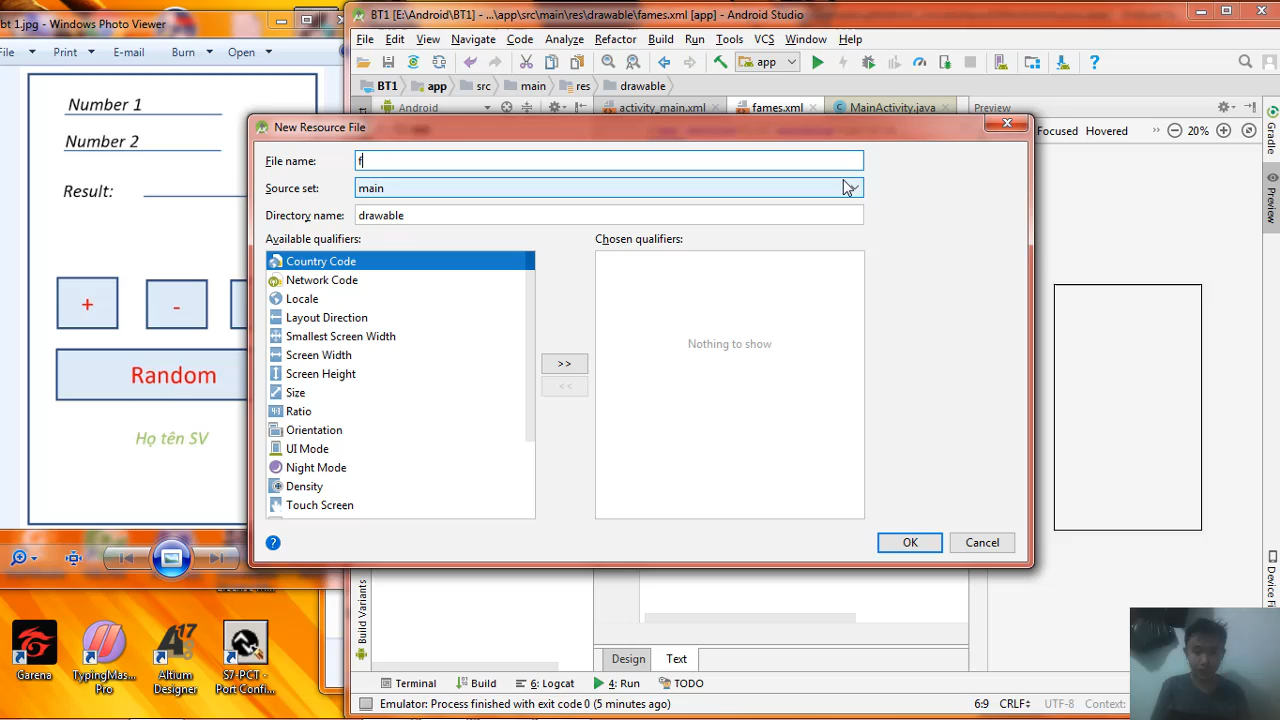 bt 1.jpg - Windows Photo Viewer
File
Print
E-mail
Burn
Open
Number 1
Number 2
Result:
+
-
Random
Họ tên SV
BT1 [E:\Android\BT1] - ...\app\src\main\res\drawable\fames.xml [app] - Android Studio
File Edit View Navigate Code Analyze Refactor Build Run Tools VCS Window Help
app
BT1 app src main res drawable
Android
activity_main.xml
fames.xml
MainActivity.java
Preview
Focused Hovered
20%
Gradle
Preview
New Resource File
File name:
f
Source set:
main
Directory name:
drawable
Available qualifiers:
Chosen qualifiers:
Country Code
Network Code
Locale
Layout Direction
Smallest Screen Width
Screen Width
Screen Height
Size
Ratio
Orientation
UI Mode
Night Mode
Density
Touch Screen
>>
<<
Nothing to show
?
OK
Cancel
Build Variants
Design
Text
Terminal
Build
6: Logcat
4: Run
TODO
Emulator: Process finished with exit code 0 (5 minutes ago)
6:9 CRLF UTF-8 Context:
Garena
TypingMas...
Pro
A17
Altium
Designer
S7-PCT -
Port Confi...